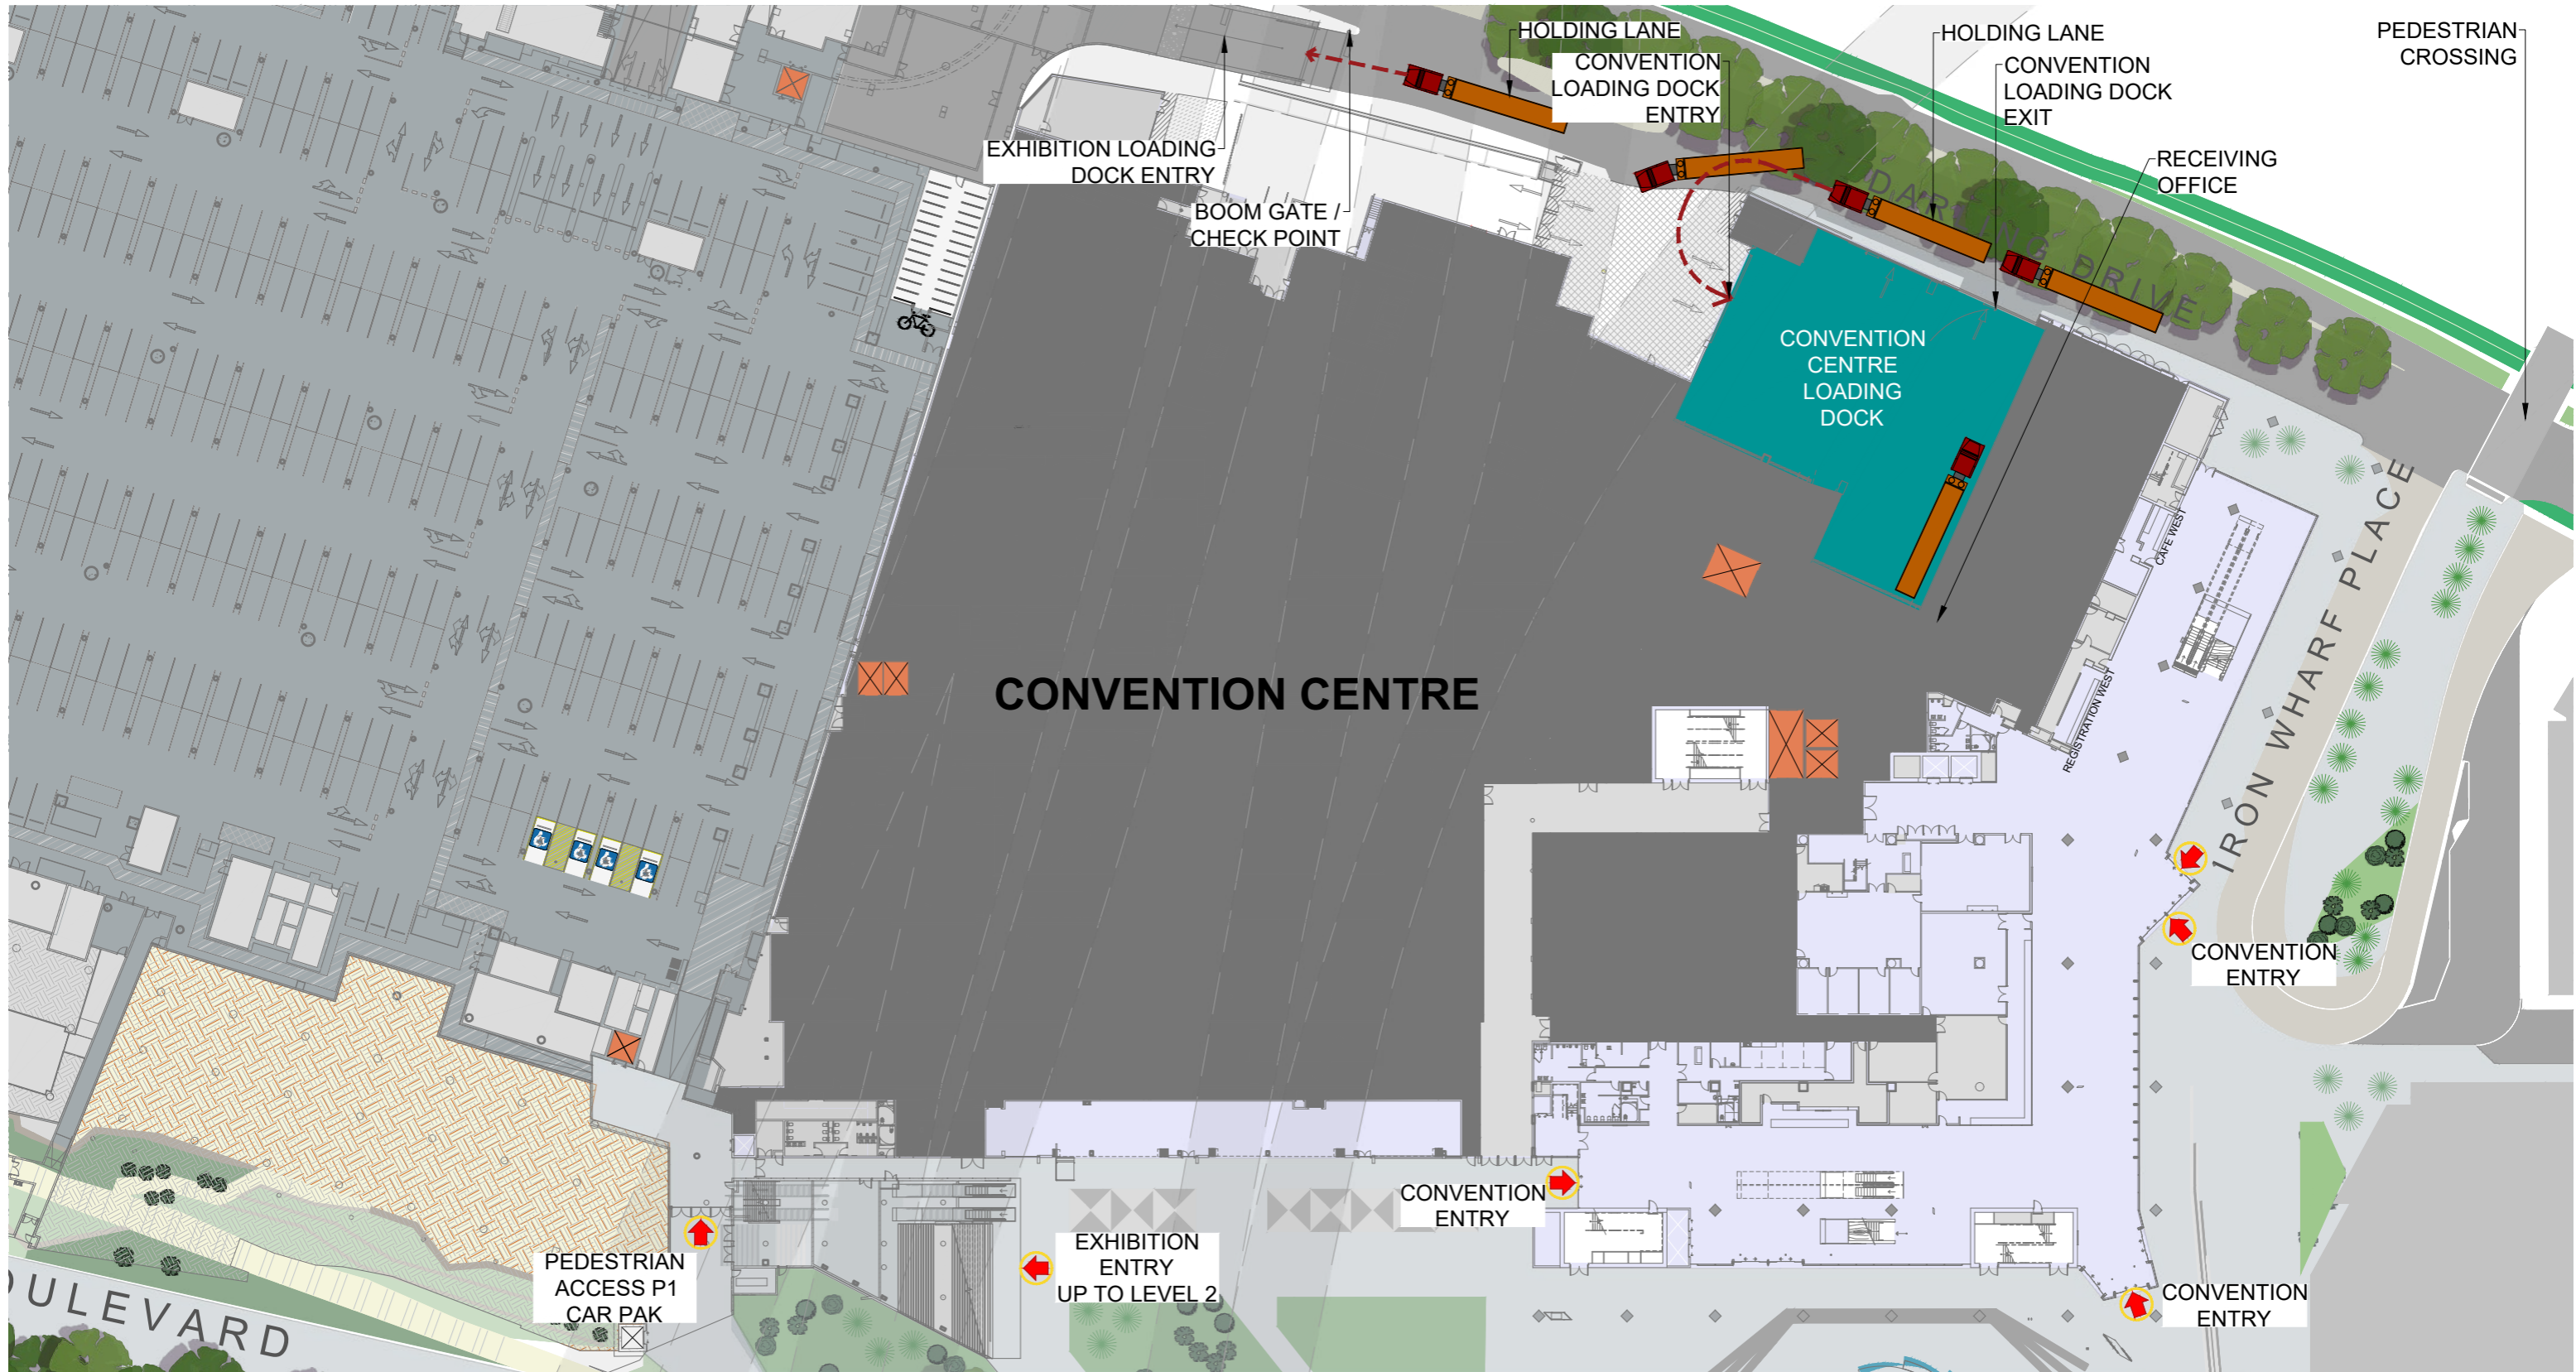 HOLDING LANE
CONVENTION
LOADING DOCK
ENTRY
HOLDING LANE
CONVENTION
LOADING DOCK
EXIT
PEDESTRIAN
CROSSING
EXHIBITION LOADING
DOCK ENTRY
BOOM GATE /
CHECK POINT
RECEIVING
OFFICE
DARLING DRIVE
CONVENTION
CENTRE
LOADING
DOCK
CAFE WEST
IRON WHARF PLACE
REGISTRATION WEST
CONVENTION CENTRE
CONVENTION
ENTRY
CONVENTION
ENTRY
PEDESTRIAN
ACCESS P1
CAR PAK
EXHIBITION
ENTRY
UP TO LEVEL 2
CONVENTION
ENTRY
OULEVARD